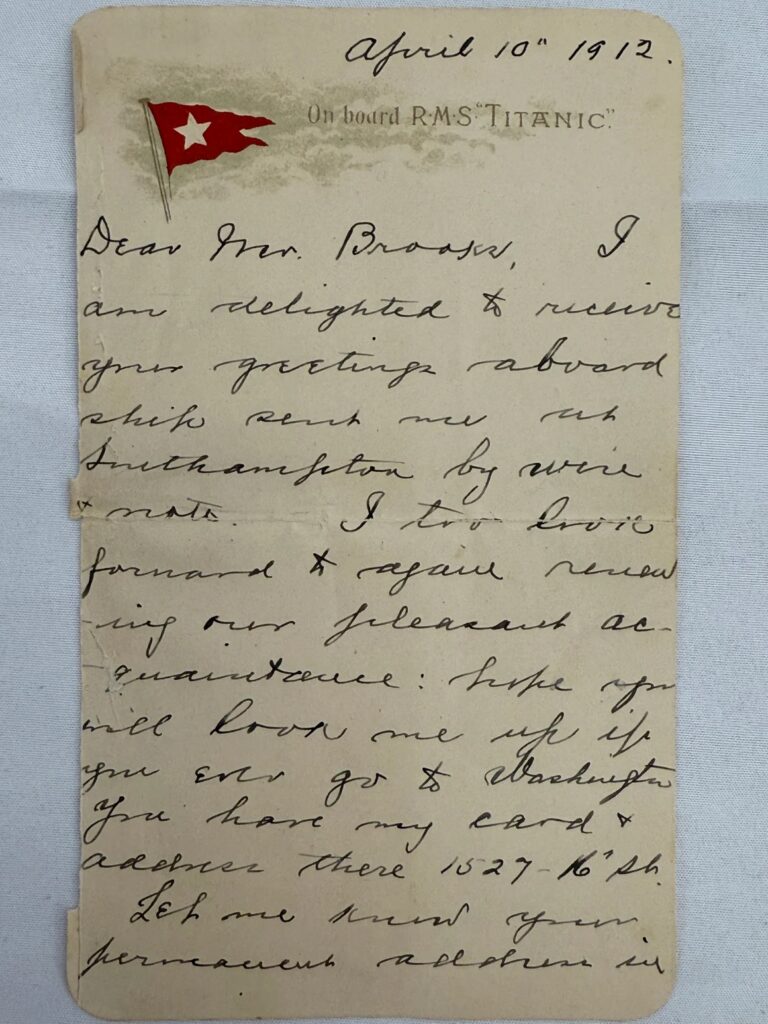 April 10" 1912.
On board R·M·S· "TITANIC".
Dear Mr. Brooks, I
am delighted to receive
your greetings aboard
ship sent me at
Southampton by wire
& note. I too look
forward to again renew
-ing our pleasant ac-
quaintance: hope you
will look me up if
you ever go to Washington
You have my card &
address there 1527-16" St.
Let me know your
permanent address in